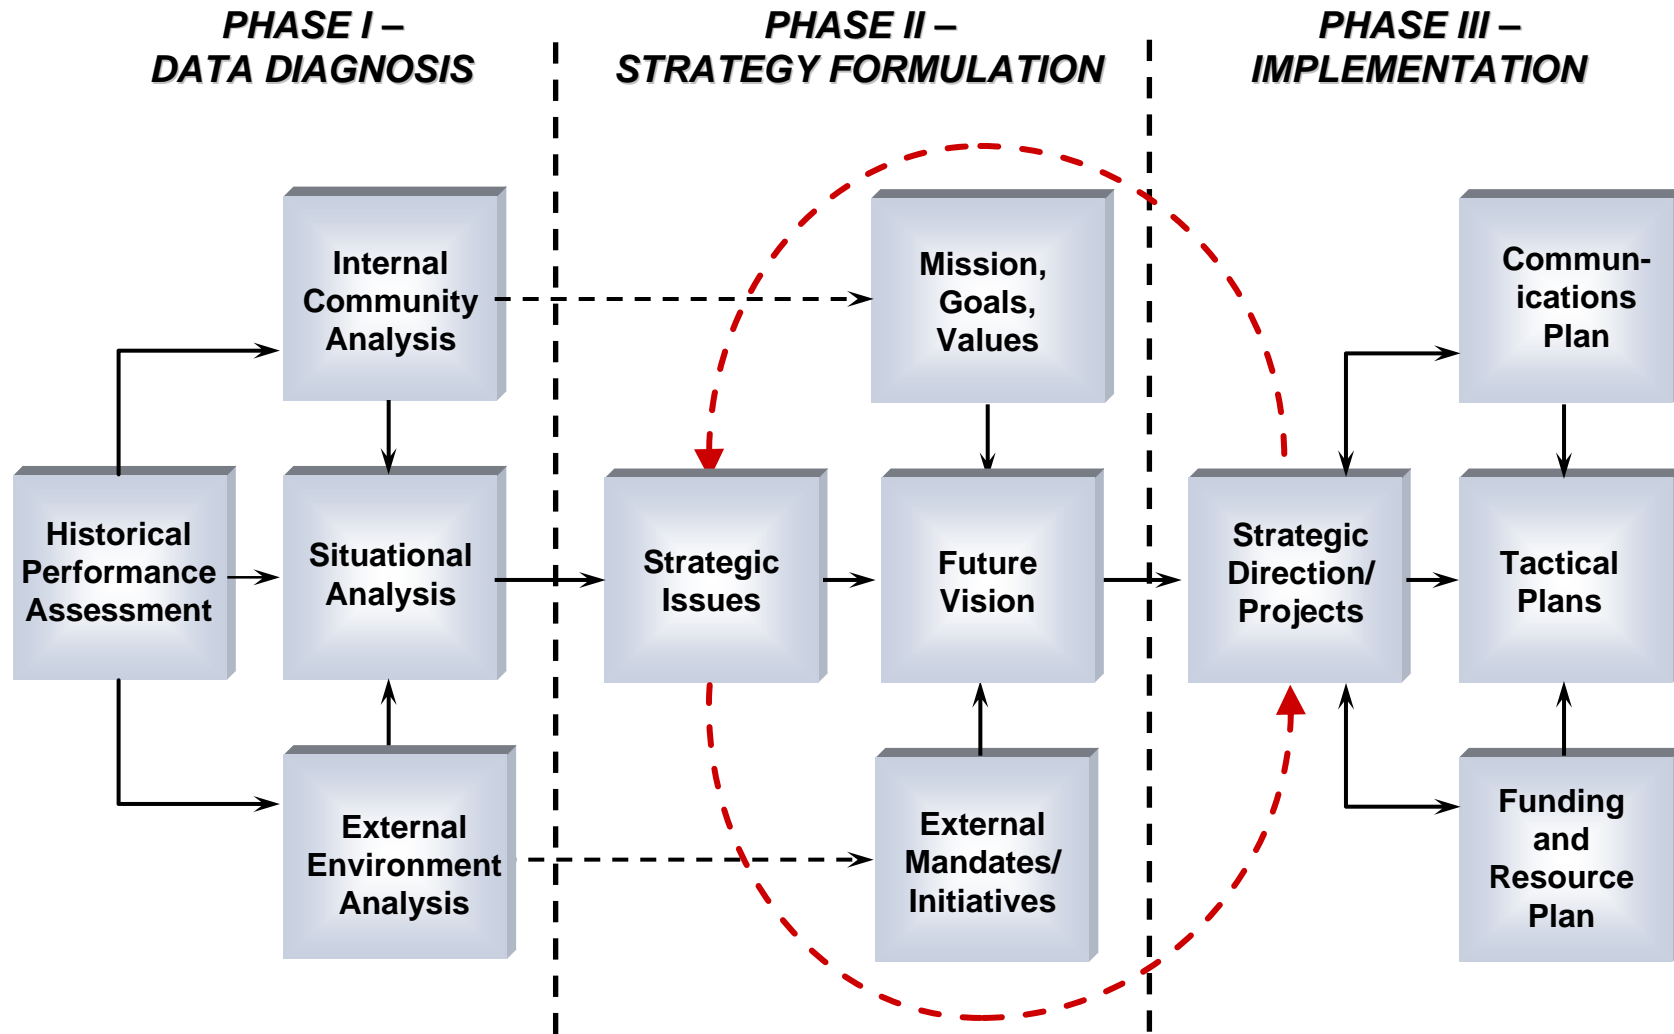 PHASE I –
DATA DIAGNOSIS
PHASE II –
STRATEGY FORMULATION
PHASE III –
IMPLEMENTATION
Internal
Community
Analysis
Mission,
Goals,
Values
Commun-
ications
Plan
Historical
Performance
Assessment
Situational
Analysis
Strategic
Issues
Future
Vision
Strategic
Direction/
Projects
Tactical
Plans
External
Environment
Analysis
External
Mandates/
Initiatives
Funding
and
Resource
Plan